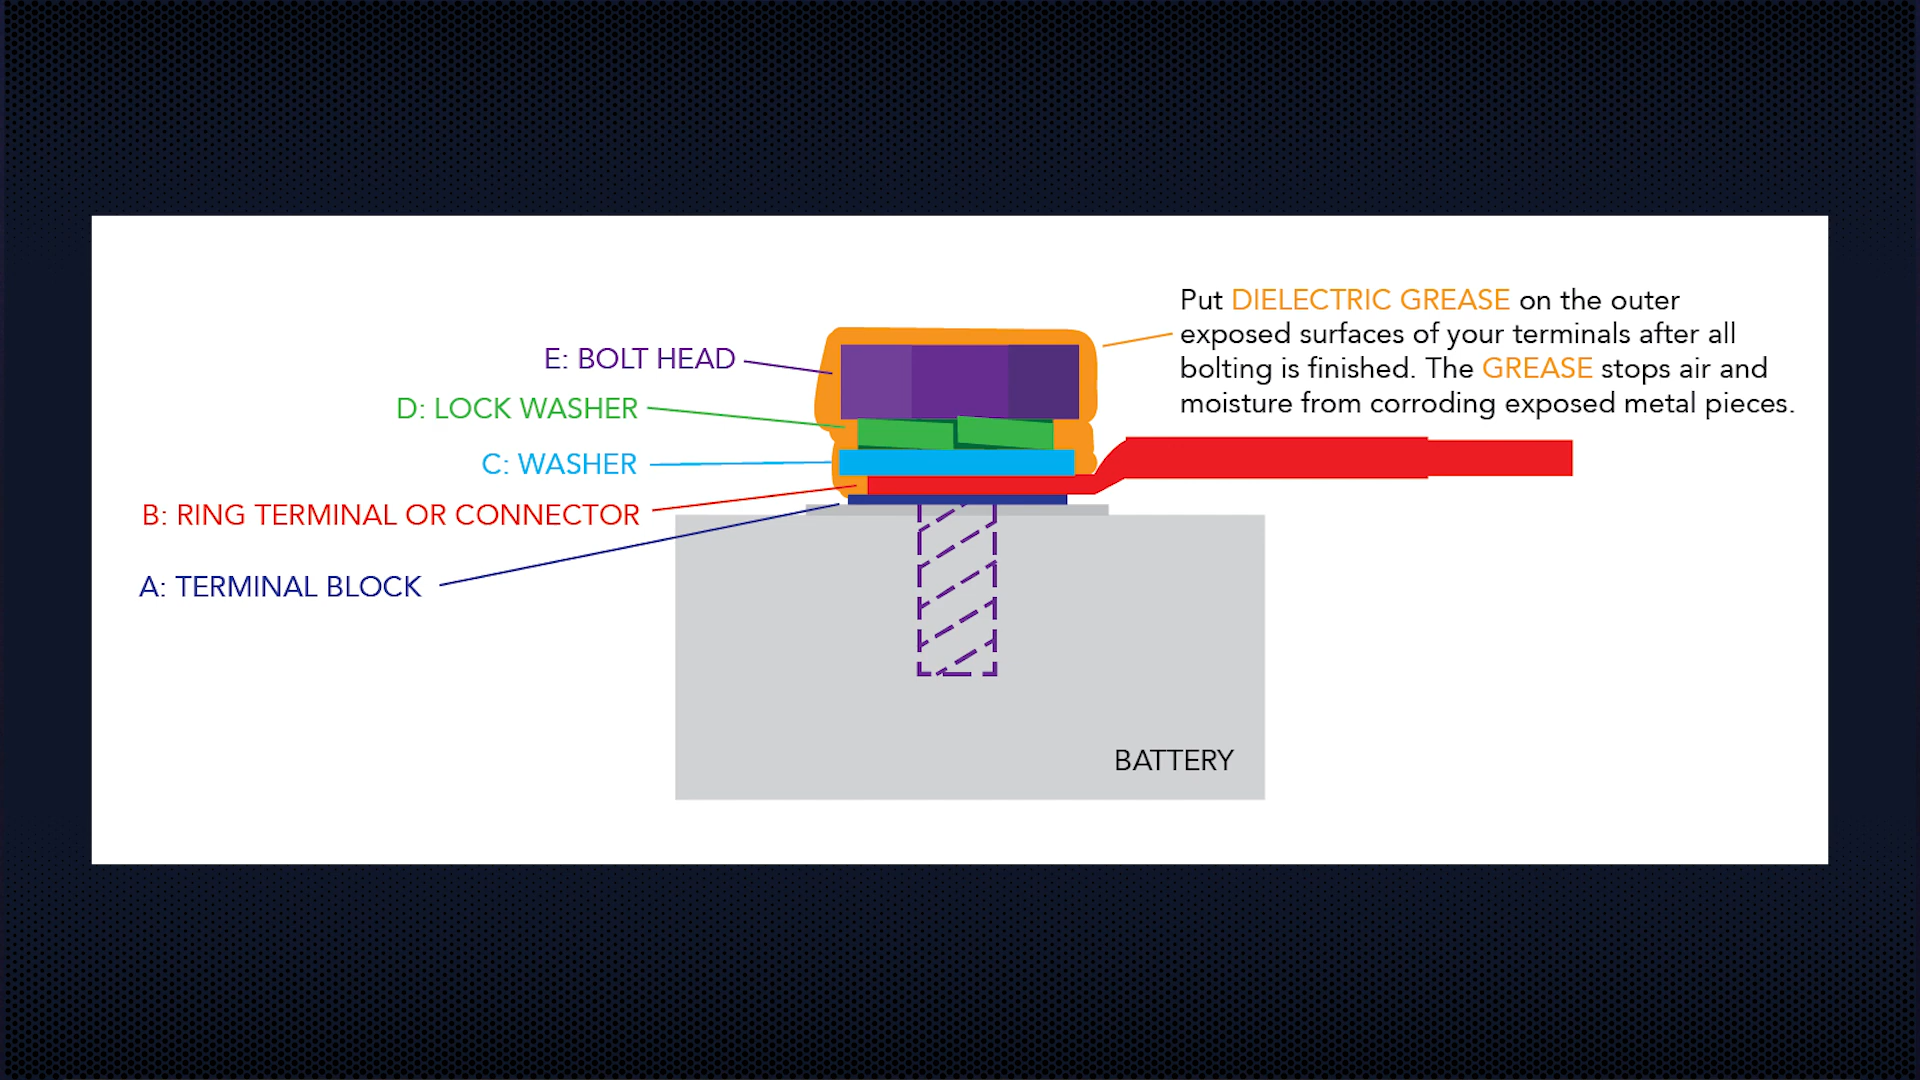 Put DIELECTRIC GREASE on the outer
exposed surfaces of your terminals after all
bolting is finished. The GREASE stops air and
moisture from corroding exposed metal pieces.
E: BOLT HEAD
D: LOCK WASHER
C: WASHER
B: RING TERMINAL OR CONNECTOR
A: TERMINAL BLOCK
BATTERY